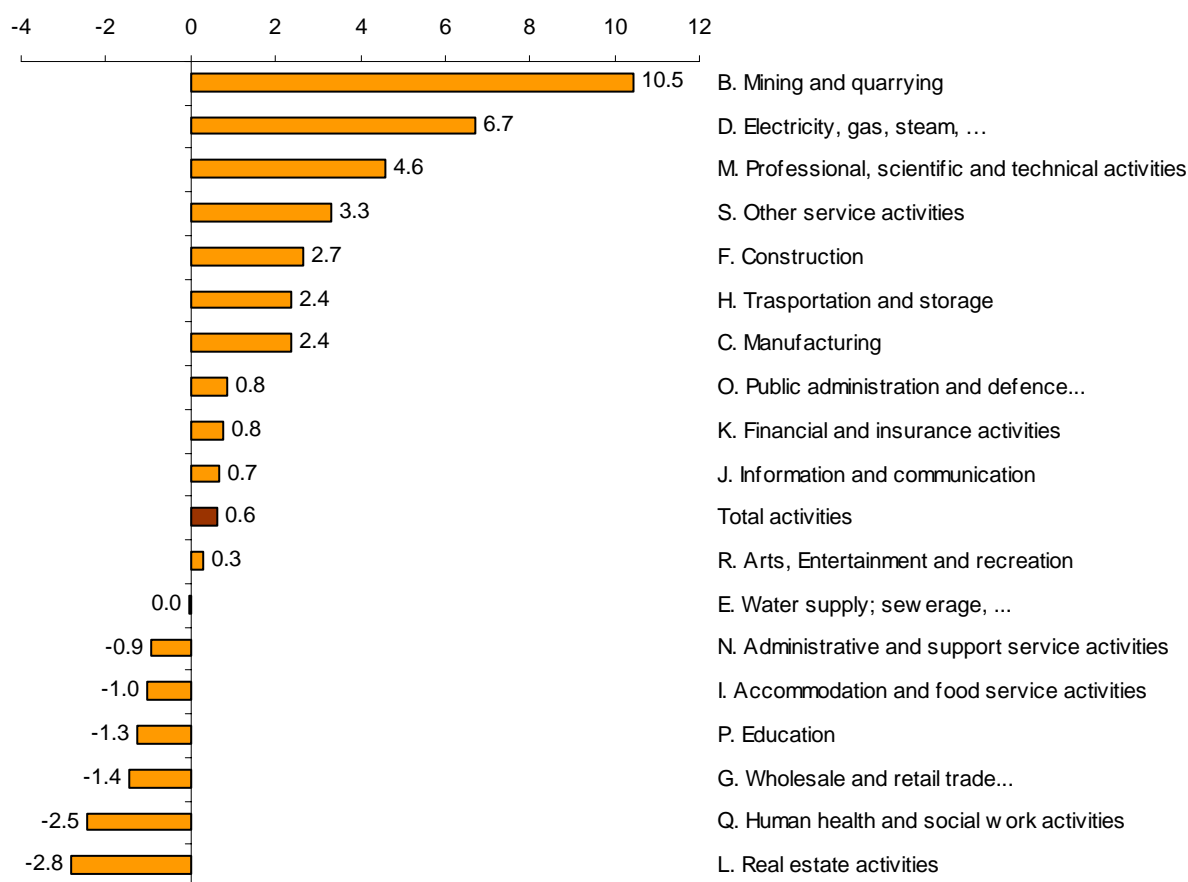 -4 -2 0 2 4 6 8 10 12
10.5 B. Mining and quarrying
6.7 D. Electricity, gas, steam, …
4.6 M. Professional, scientific and technical activities
3.3 S. Other service activities
2.7 F. Construction
2.4 H. Trasportation and storage
2.4 C. Manufacturing
0.8 O. Public administration and defence...
0.8 K. Financial and insurance activities
0.7 J. Information and communication
0.6 Total activities
0.3 R. Arts, Entertainment and recreation
0.0 E. Water supply; sewerage, ...
-0.9 N. Administrative and support service activities
-1.0 I. Accommodation and food service activities
-1.3 P. Education
-1.4 G. Wholesale and retail trade...
-2.5 Q. Human health and social work activities
-2.8 L. Real estate activities